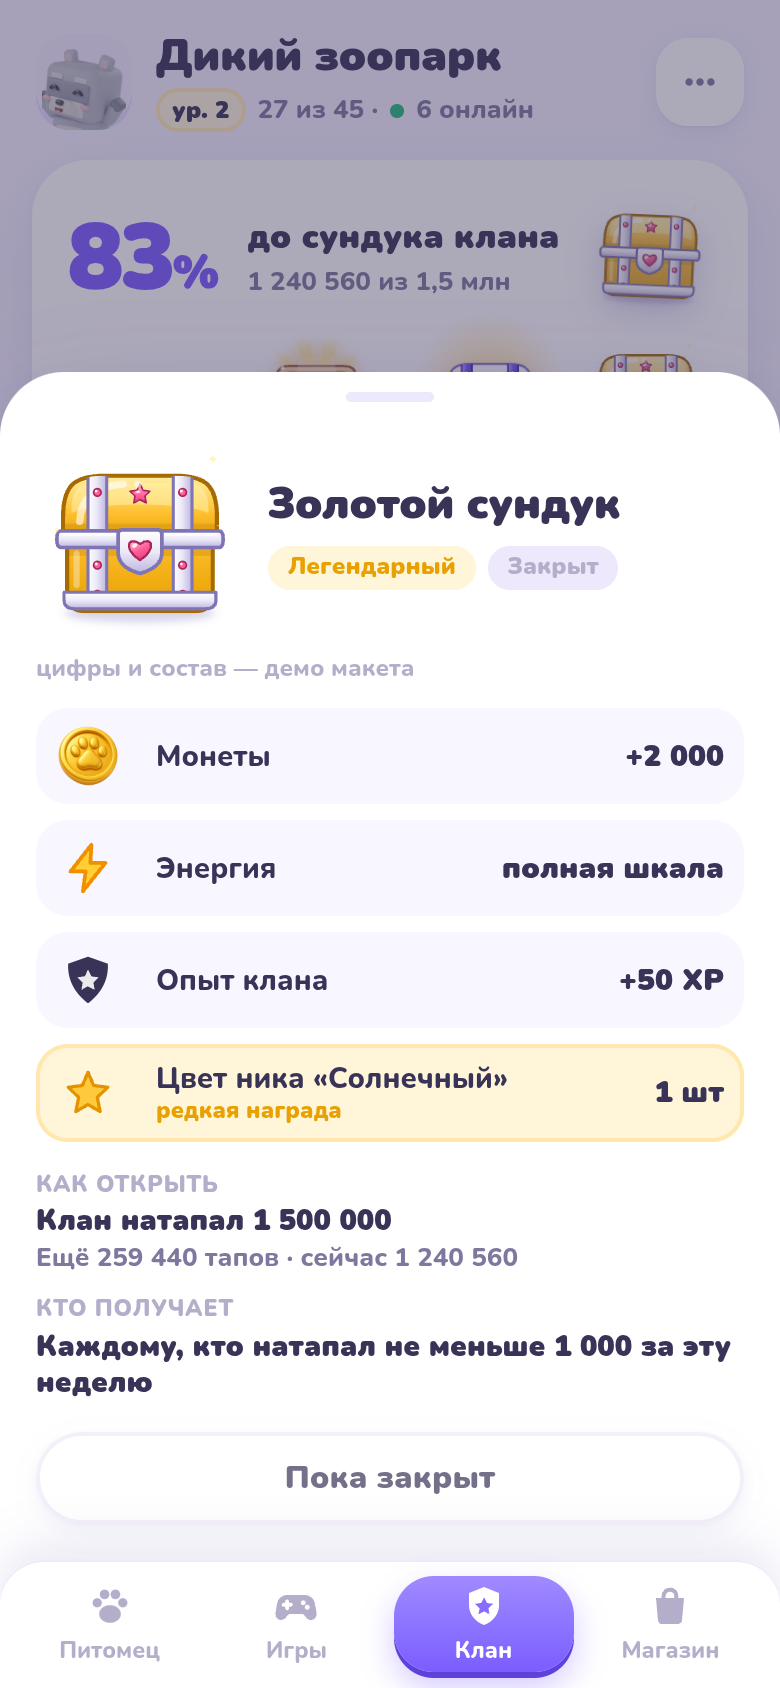 Дикий зоопарк
ур. 2 27 из 45 · 6 онлайн
83% до сундука клана
1 240 560 из 1,5 млн
Золотой сундук
Легендарный Закрыт
цифры и состав — демо макета
Монеты +2 000
Энергия полная шкала
Опыт клана +50 XP
Цвет ника «Солнечный» 1 шт
редкая награда
КАК ОТКРЫТЬ
Клан натапал 1 500 000
Ещё 259 440 тапов · сейчас 1 240 560
КТО ПОЛУЧАЕТ
Каждому, кто натапал не меньше 1 000 за эту
неделю
Пока закрыт
Питомец Игры Клан Магазин